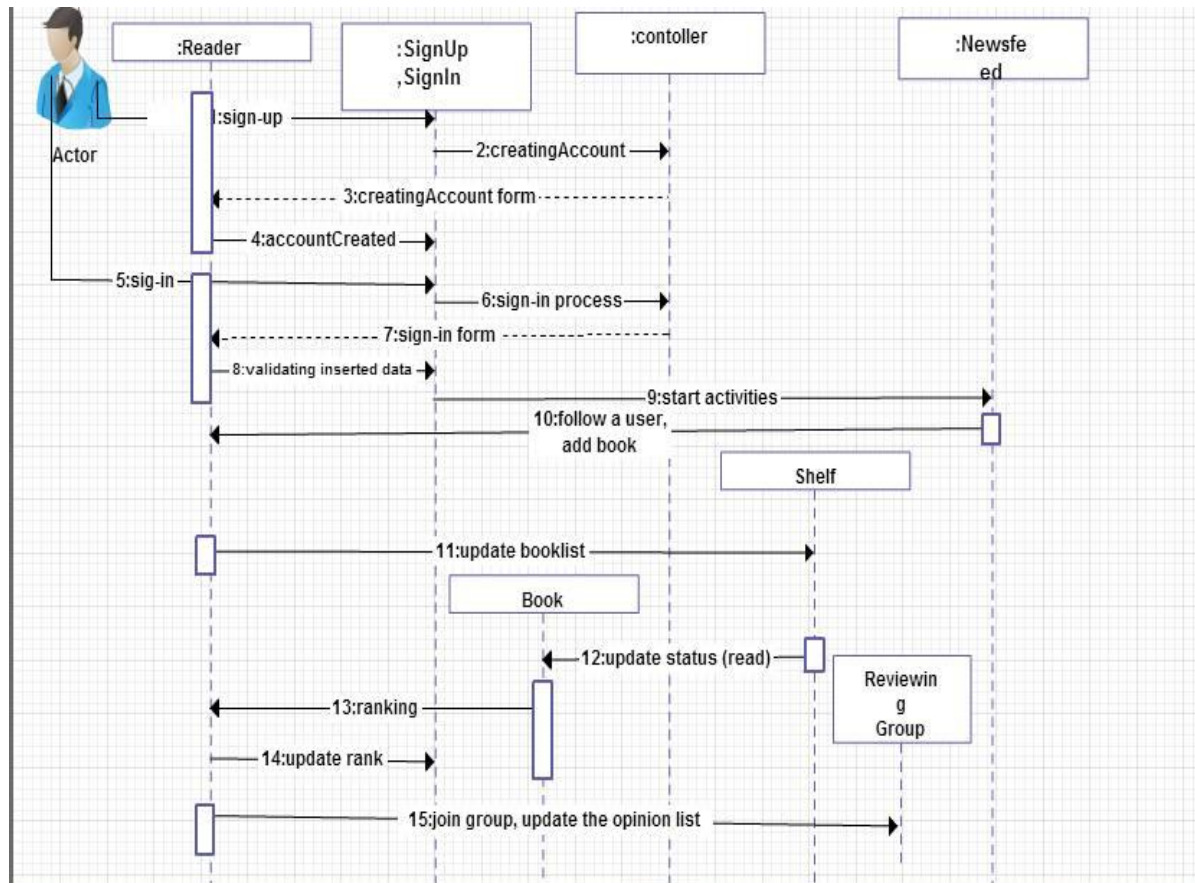 :Reader
:SignUp
,SignIn
:contoller
:Newsfe
ed
Actor
1:sign-up
2:creatingAccount
3:creatingAccount form
4:accountCreated
5:sig-in
6:sign-in process
7:sign-in form
8:validating inserted data
9:start activities
10:follow a user,
add book
Shelf
11:update booklist
Book
12:update status (read)
Reviewin
g
Group
13:ranking
14:update rank
15:join group, update the opinion list